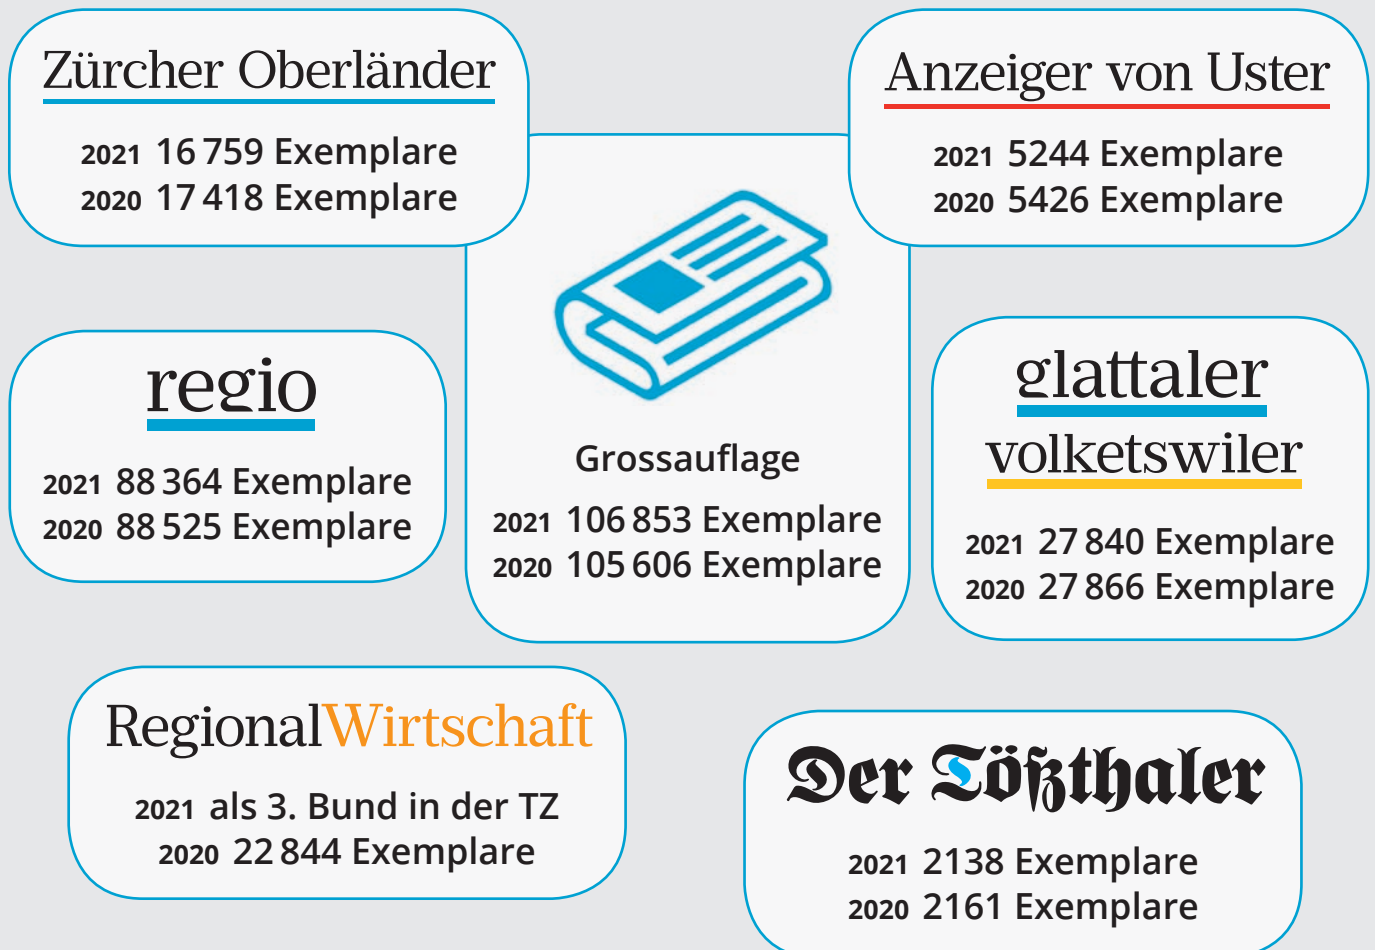 Zürcher Oberländer
2021 16 759 Exemplare
2020 17 418 Exemplare
Anzeiger von Uster
2021 5244 Exemplare
2020 5426 Exemplare
regio
2021 88 364 Exemplare
2020 88 525 Exemplare
Grossauflage
2021 106 853 Exemplare
2020 105 606 Exemplare
glattaler
volketswiler
2021 27 840 Exemplare
2020 27 866 Exemplare
RegionalWirtschaft
2021 als 3. Bund in der TZ
2020 22 844 Exemplare
Der Tößthaler
2021 2138 Exemplare
2020 2161 Exemplare